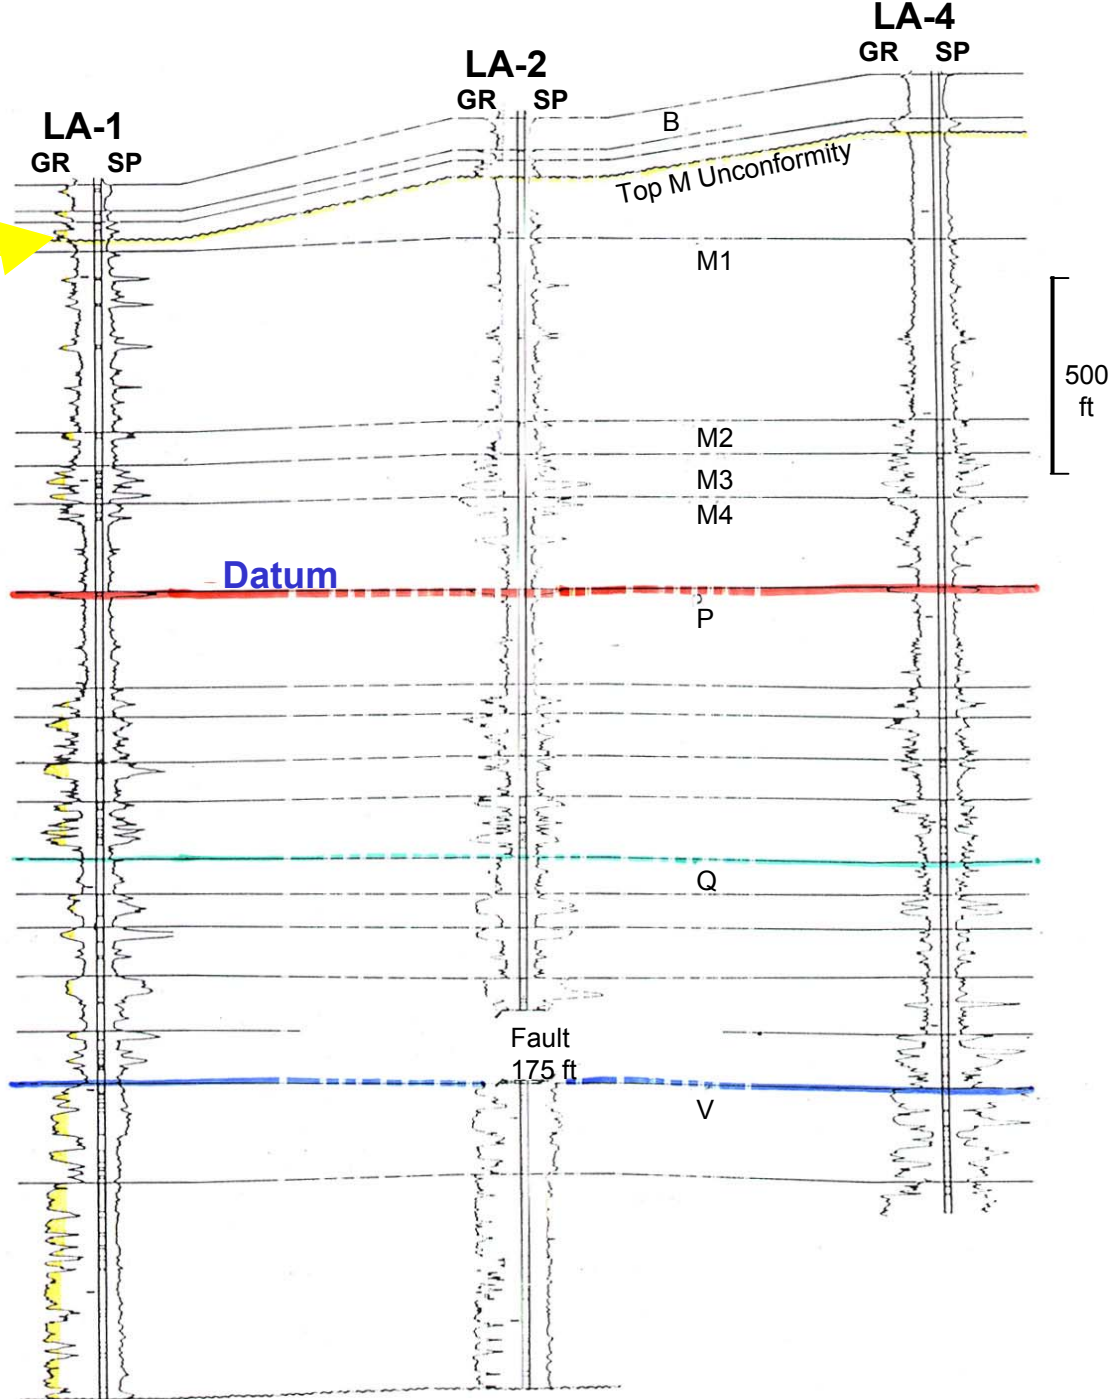 LA-4
GR SP
LA-2
GR SP
LA-1
GR SP
B
Top M Unconformity
M1
500
ft
M2
M3
M4
Datum
P
Q
Fault
175 ft
V